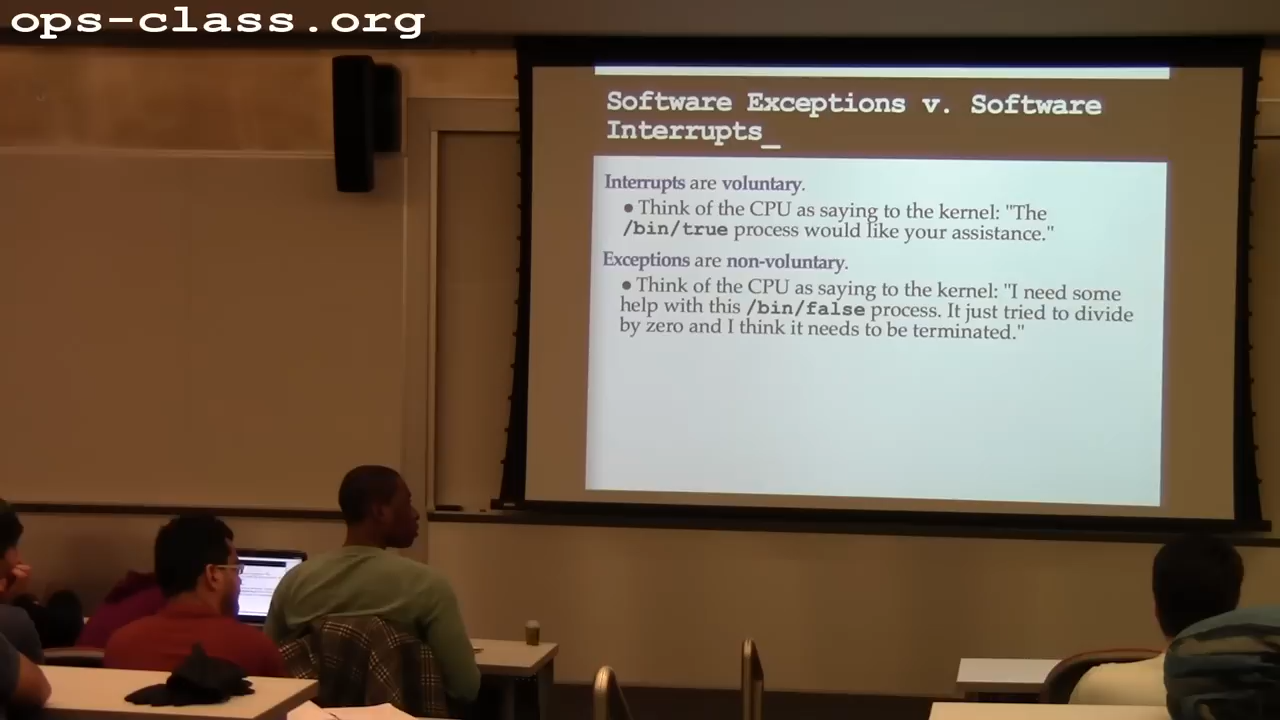 ops-class.org
Software Exceptions v. Software
Interrupts_
Interrupts are voluntary.
● Think of the CPU as saying to the kernel: "The
/bin/true process would like your assistance."
Exceptions are non-voluntary.
● Think of the CPU as saying to the kernel: "I need some
help with this /bin/false process. It just tried to divide
by zero and I think it needs to be terminated."